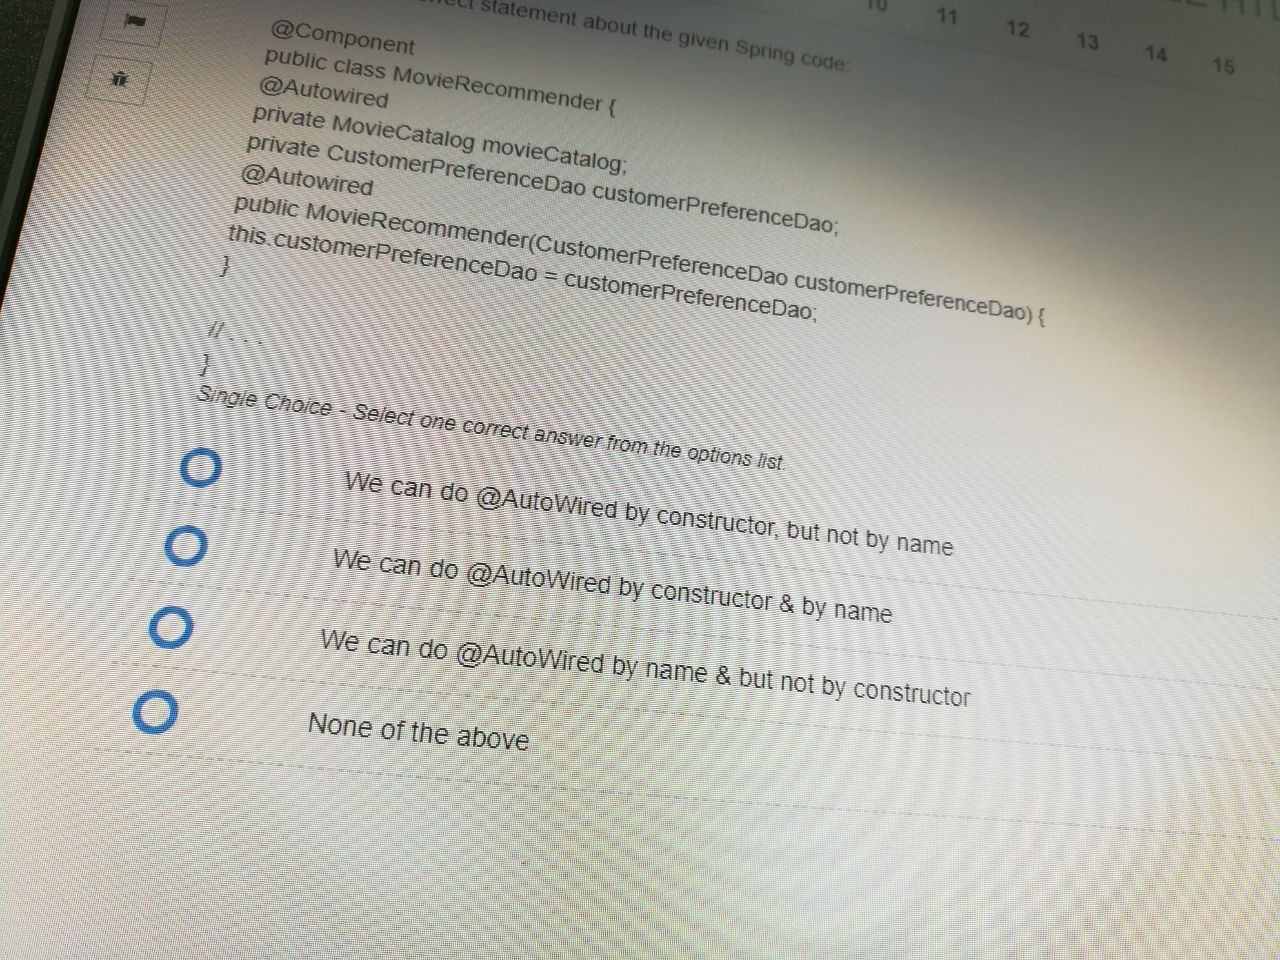 10 11 12 13 14 15
statement about the given Spring code:
@Component
public class MovieRecommender {
@Autowired
private MovieCatalog movieCatalog;
private CustomerPreferenceDao customerPreferenceDao;
@Autowired
public MovieRecommender(CustomerPreferenceDao customerPreferenceDao) {
this.customerPreferenceDao = customerPreferenceDao;
}
// . . .
}
Single Choice - Select one correct answer from the options list.
We can do @AutoWired by constructor, but not by name
We can do @AutoWired by constructor & by name
We can do @AutoWired by name & but not by constructor
None of the above